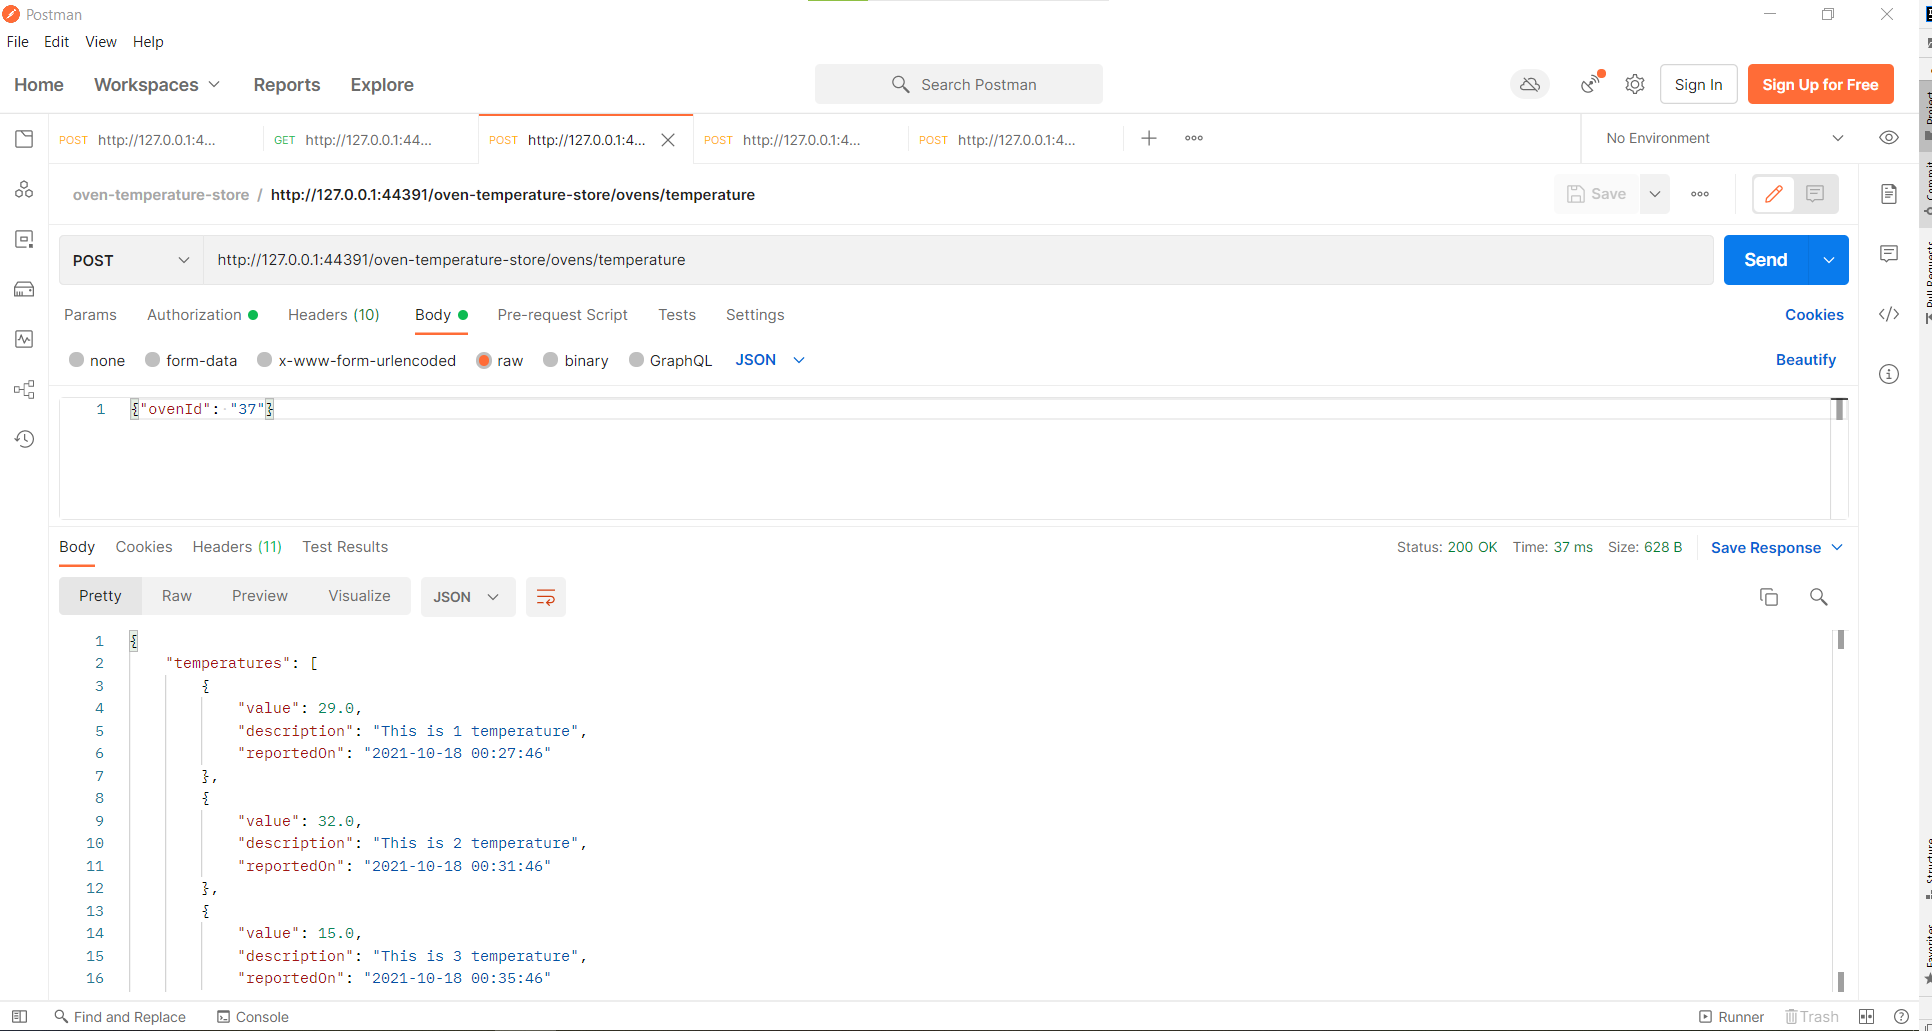 Postman
File Edit View Help
Home Workspaces Reports Explore Search Postman Sign In Sign Up for Free
POST http://127.0.0.1:4... GET http://127.0.0.1:44... POST http://127.0.0.1:4... POST http://127.0.0.1:4... POST http://127.0.0.1:4... No Environment
oven-temperature-store / http://127.0.0.1:44391/oven-temperature-store/ovens/temperature Save
POST http://127.0.0.1:44391/oven-temperature-store/ovens/temperature Send
Params Authorization Headers (10) Body Pre-request Script Tests Settings Cookies
none form-data x-www-form-urlencoded raw binary GraphQL JSON Beautify
1 {"ovenId": "37"}
Body Cookies Headers (11) Test Results Status: 200 OK Time: 37 ms Size: 628 B Save Response
Pretty Raw Preview Visualize JSON
1 {
2 "temperatures": [
3 {
4 "value": 29.0,
5 "description": "This is 1 temperature",
6 "reportedOn": "2021-10-18 00:27:46"
7 },
8 {
9 "value": 32.0,
10 "description": "This is 2 temperature",
11 "reportedOn": "2021-10-18 00:31:46"
12 },
13 {
14 "value": 15.0,
15 "description": "This is 3 temperature",
16 "reportedOn": "2021-10-18 00:35:46"
Find and Replace Console Runner Trash
Project
Commit
Pull Requests
Structure
Favorites